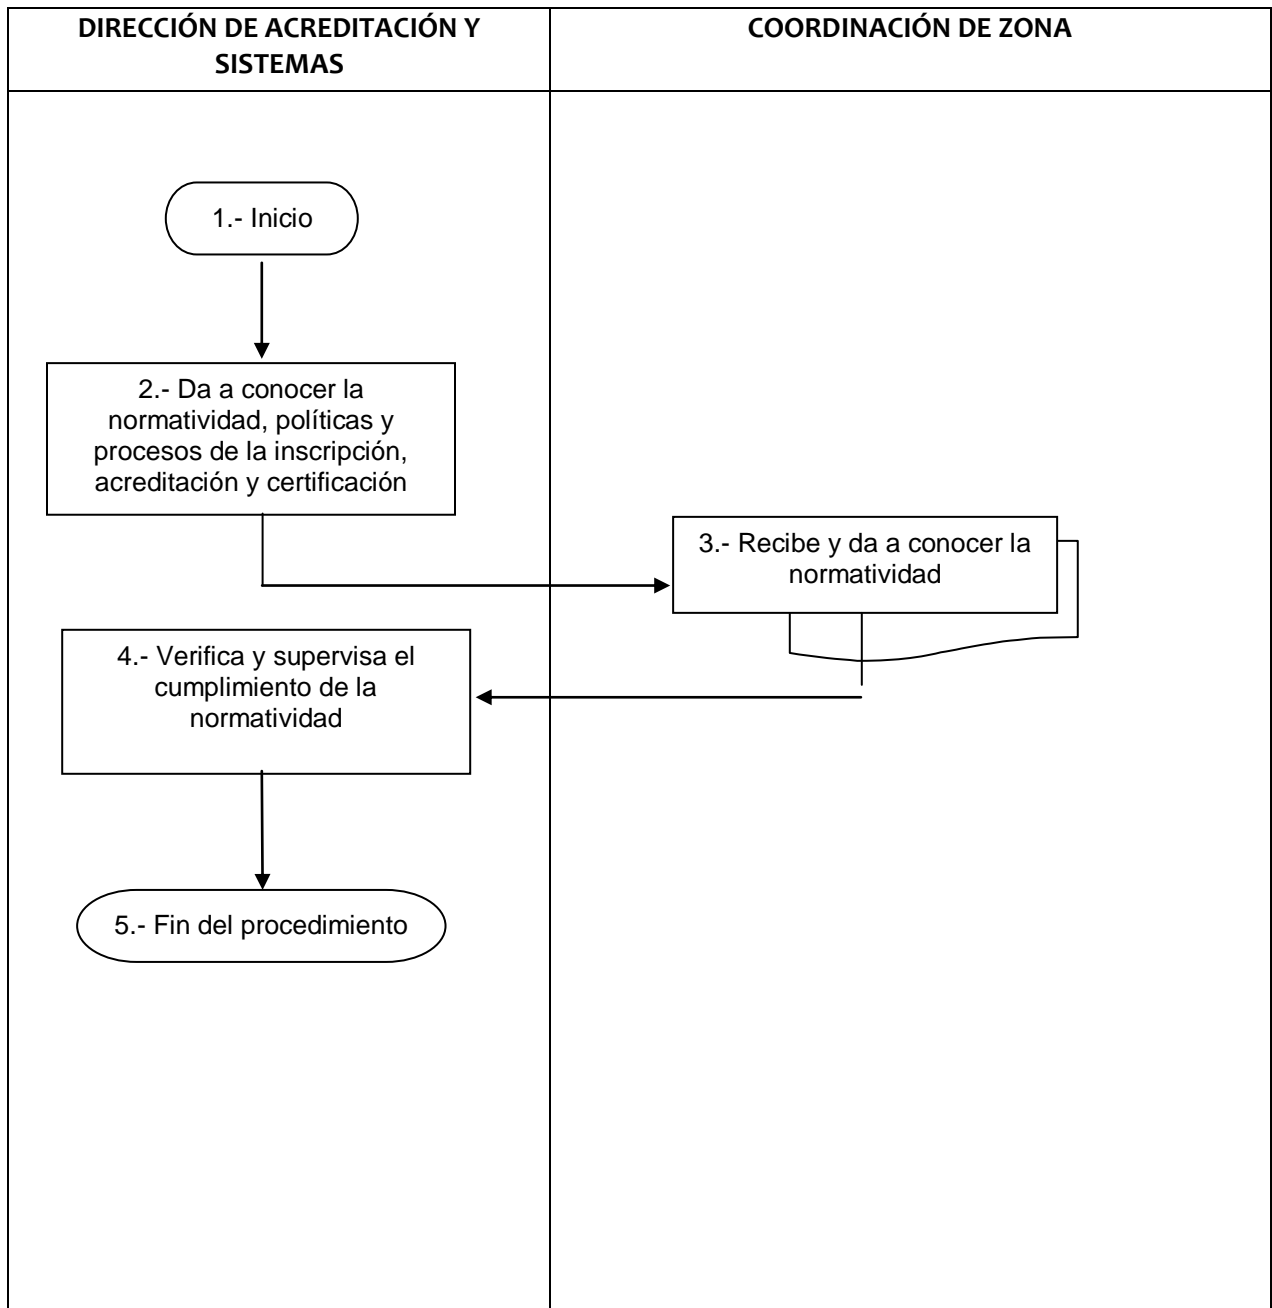 DIRECCIÓN DE ACREDITACIÓN Y
SISTEMAS
COORDINACIÓN DE ZONA
1.- Inicio
2.- Da a conocer la
normatividad, políticas y
procesos de la inscripción,
acreditación y certificación
3.- Recibe y da a conocer la
normatividad
4.- Verifica y supervisa el
cumplimiento de la
normatividad
5.- Fin del procedimiento